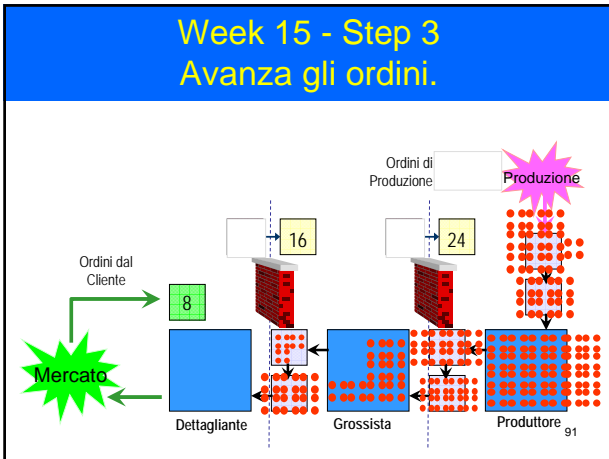 Week 15 - Step 3
Avanza gli ordini.
Ordini di
Produzione
Produzione
16
24
Ordini dal
Cliente
8
Mercato
Dettagliante
Grossista
Produttore
91